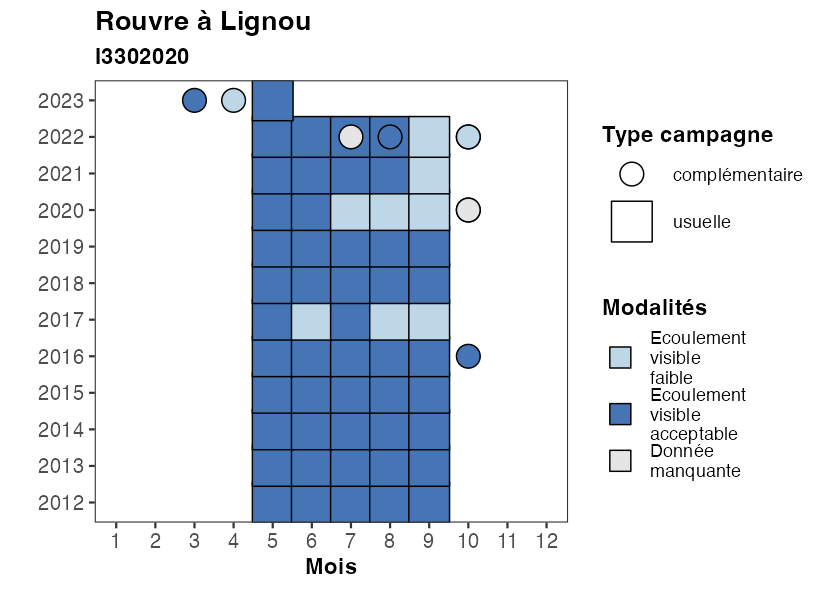 Rouvre à Lignou
I3302020
2023
2022
2021
2020
2019
2018
2017
2016
2015
2014
2013
2012
1 2 3 4 5 6 7 8 9 10 11 12
Mois
Type campagne
complémentaire
usuelle
Modalités
Ecoulement
visible
faible
Ecoulement
visible
acceptable
Donnée
manquante